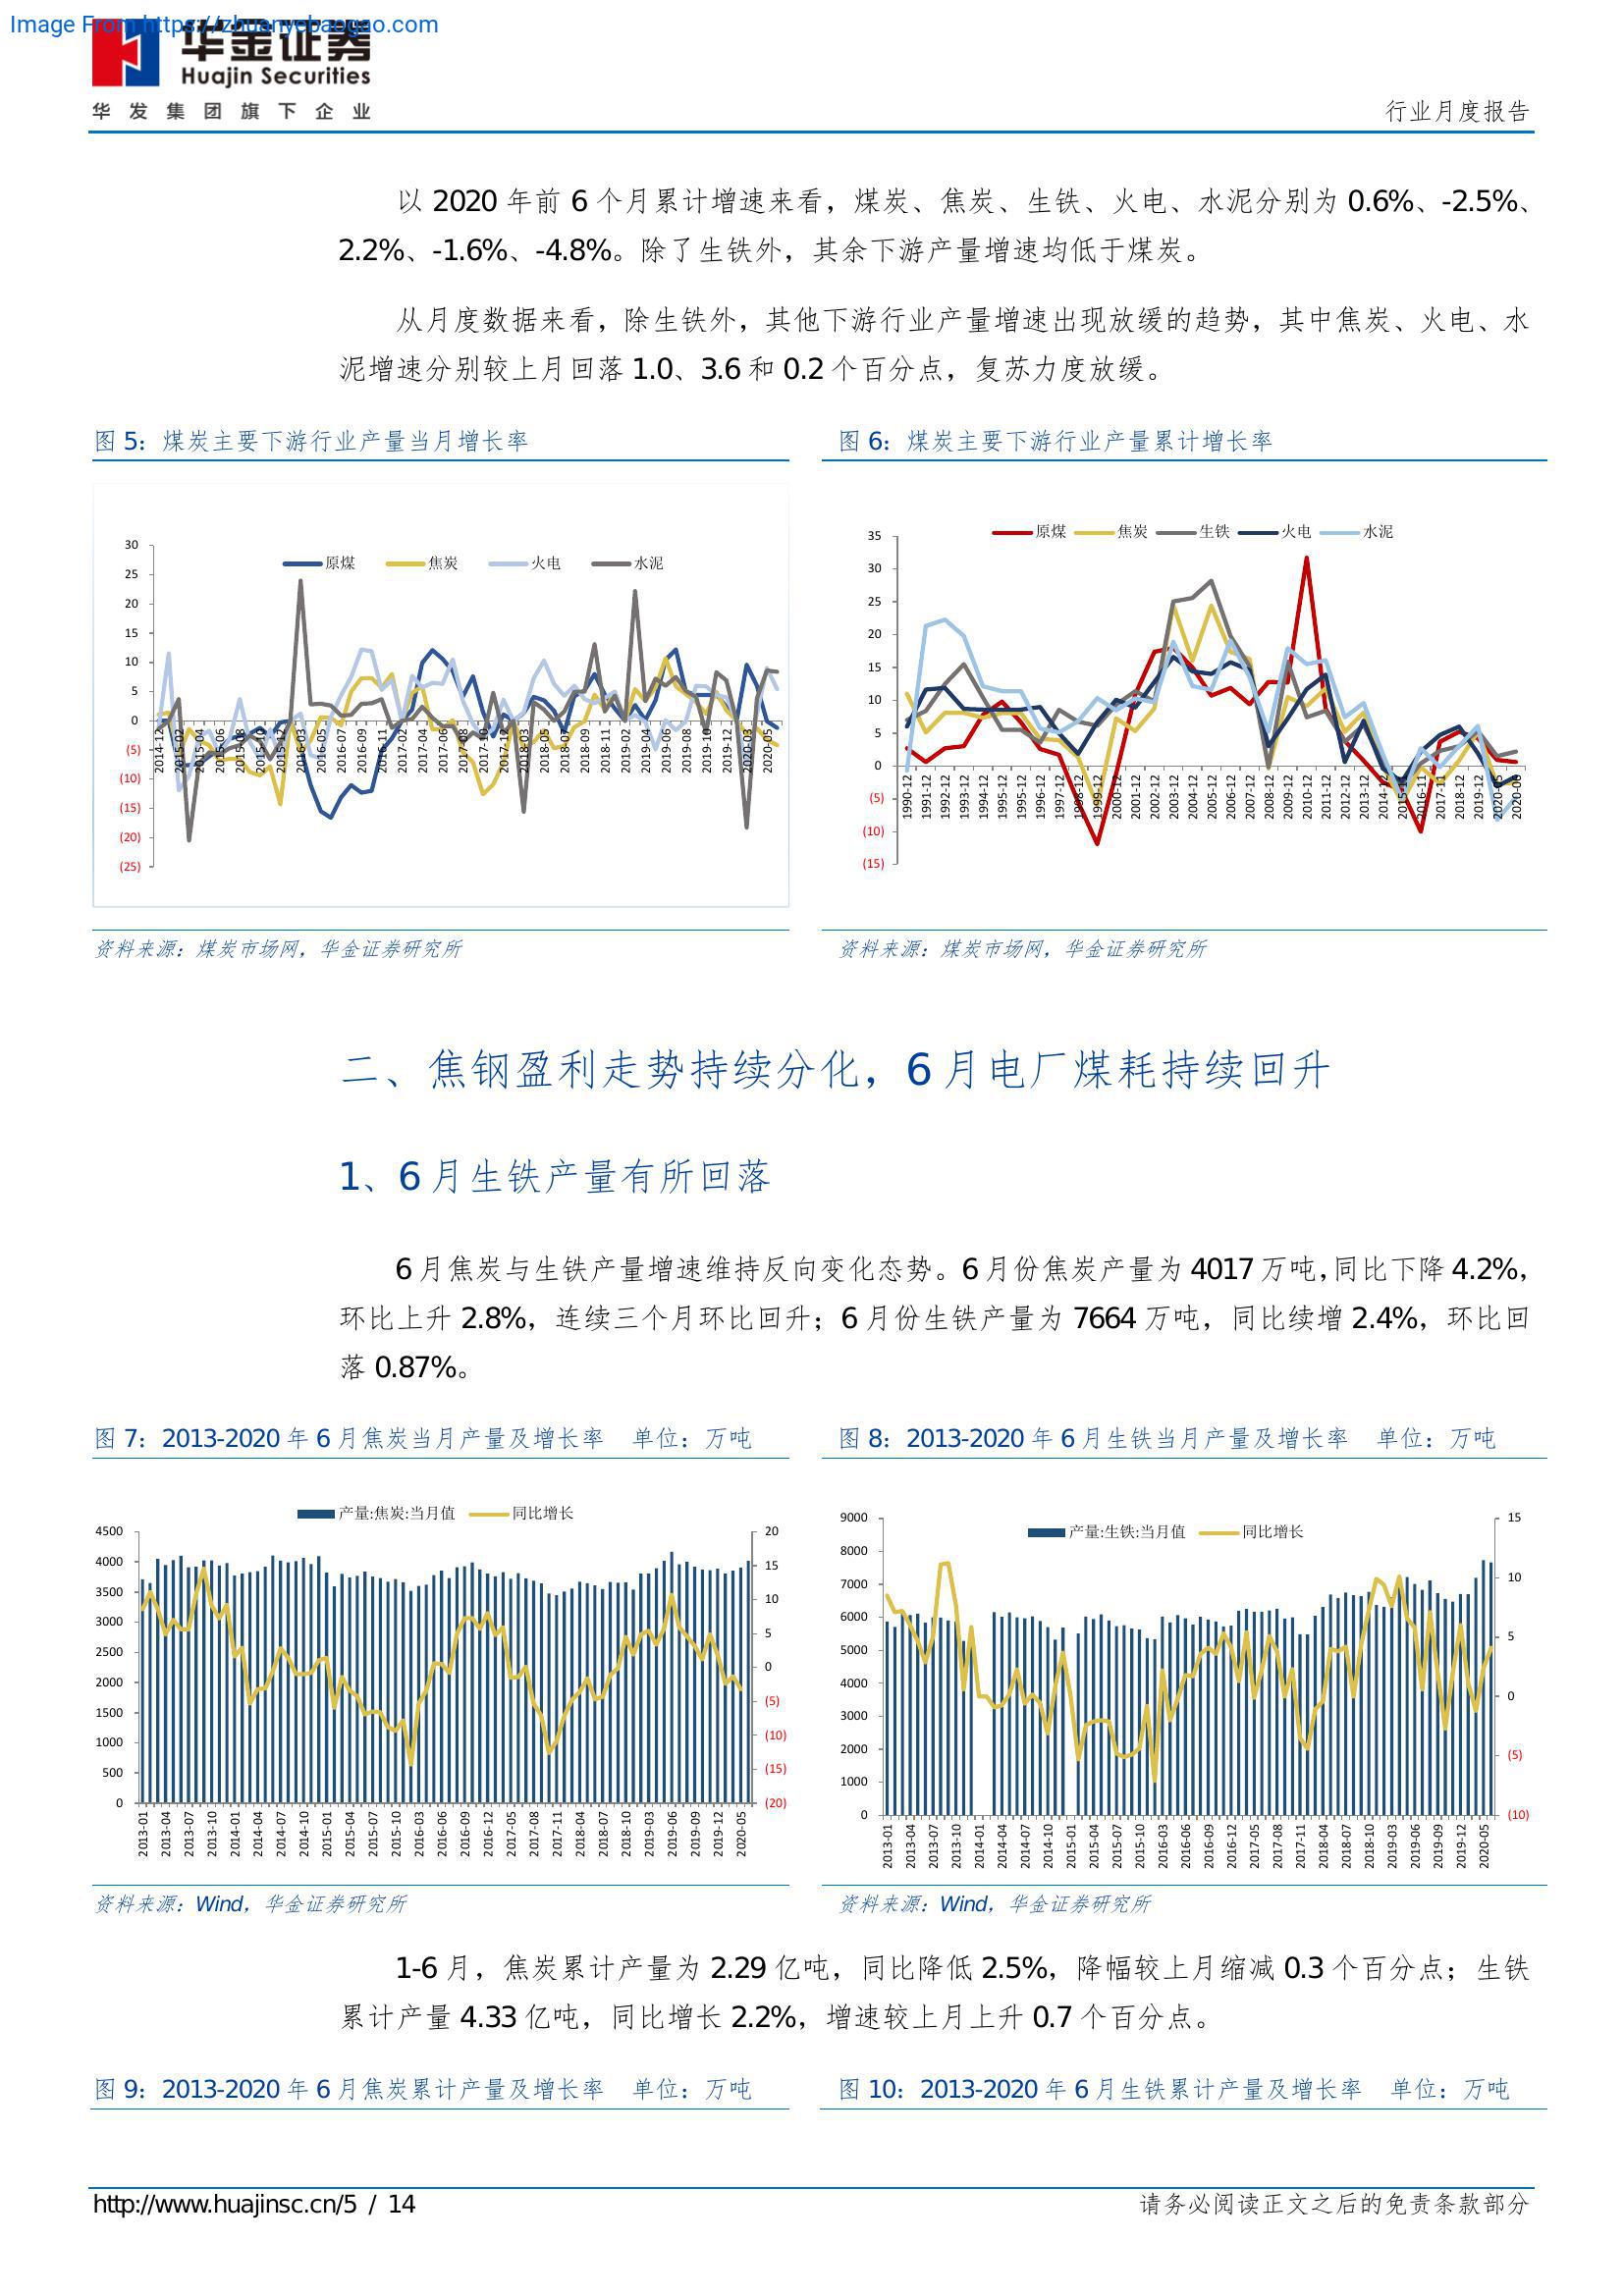 Image From https://zhuanyebaogao.com
华金证券
Huajin Securities
华发集团旗下企业
行业月度报告
以 2020 年前 6 个月累计增速来看，煤炭、焦炭、生铁、火电、水泥分别为 0.6%、-2.5%、
2.2%、-1.6%、-4.8%。除了生铁外，其余下游产量增速均低于煤炭。
从月度数据来看，除生铁外，其他下游行业产量增速出现放缓的趋势，其中焦炭、火电、水
泥增速分别较上月回落 1.0、3.6 和 0.2 个百分点，复苏力度放缓。
图 5：煤炭主要下游行业产量当月增长率
30
25
20
15
10
5
0
(5)
(10)
(15)
(20)
(25)
原煤 焦炭 火电 水泥
2014-12 2015-02 2015-04 2015-06 2015-08 2015-10 2015-12 2016-03 2016-05 2016-07 2016-09 2016-11 2017-02 2017-04 2017-06 2017-08 2017-10 2017-12 2018-03 2018-05 2018-07 2018-09 2018-11 2019-02 2019-04 2019-06 2019-08 2019-10 2019-12 2020-03 2020-05
资料来源：煤炭市场网，华金证券研究所
图 6：煤炭主要下游行业产量累计增长率
原煤 焦炭 生铁 火电 水泥
35
30
25
20
15
10
5
0
(5)
(10)
(15)
1990-12 1991-12 1992-12 1993-12 1994-12 1995-12 1995-12 1996-12 1997-12 1998-12 1999-12 2000-12 2001-12 2002-12 2003-12 2004-12 2005-12 2006-12 2007-12 2008-12 2009-12 2010-12 2011-12 2012-12 2013-12 2014-12 2015-12 2016-11 2017-11 2018-12 2019-12 2020-05 2020-06
资料来源：煤炭市场网，华金证券研究所
二、焦钢盈利走势持续分化，6 月电厂煤耗持续回升
1、6 月生铁产量有所回落
6 月焦炭与生铁产量增速维持反向变化态势。6 月份焦炭产量为 4017 万吨，同比下降 4.2%，
环比上升 2.8%，连续三个月环比回升；6 月份生铁产量为 7664 万吨，同比续增 2.4%，环比回
落 0.87%。
图 7：2013-2020 年 6 月焦炭当月产量及增长率 单位：万吨
产量:焦炭:当月值 同比增长
4500
4000
3500
3000
2500
2000
1500
1000
500
0
20
15
10
5
0
(5)
(10)
(15)
(20)
2013-01 2013-04 2013-07 2013-10 2014-01 2014-04 2014-07 2014-10 2015-01 2015-04 2015-07 2015-10 2016-03 2016-06 2016-09 2016-12 2017-05 2017-08 2017-11 2018-04 2018-07 2018-10 2019-03 2019-06 2019-09 2019-12 2020-05
资料来源：Wind，华金证券研究所
图 8：2013-2020 年 6 月生铁当月产量及增长率 单位：万吨
产量:生铁:当月值 同比增长
9000
8000
7000
6000
5000
4000
3000
2000
1000
0
15
10
5
0
(5)
(10)
2013-01 2013-04 2013-07 2013-10 2014-01 2014-04 2014-07 2014-10 2015-01 2015-04 2015-07 2015-10 2016-03 2016-06 2016-09 2016-12 2017-05 2017-08 2017-11 2018-04 2018-07 2018-10 2019-03 2019-06 2019-09 2019-12 2020-05
资料来源：Wind，华金证券研究所
1-6 月，焦炭累计产量为 2.29 亿吨，同比降低 2.5%，降幅较上月缩减 0.3 个百分点；生铁
累计产量 4.33 亿吨，同比增长 2.2%，增速较上月上升 0.7 个百分点。
图 9：2013-2020 年 6 月焦炭累计产量及增长率 单位：万吨
图 10：2013-2020 年 6 月生铁累计产量及增长率 单位：万吨
http://www.huajinsc.cn/5 / 14
请务必阅读正文之后的免责条款部分